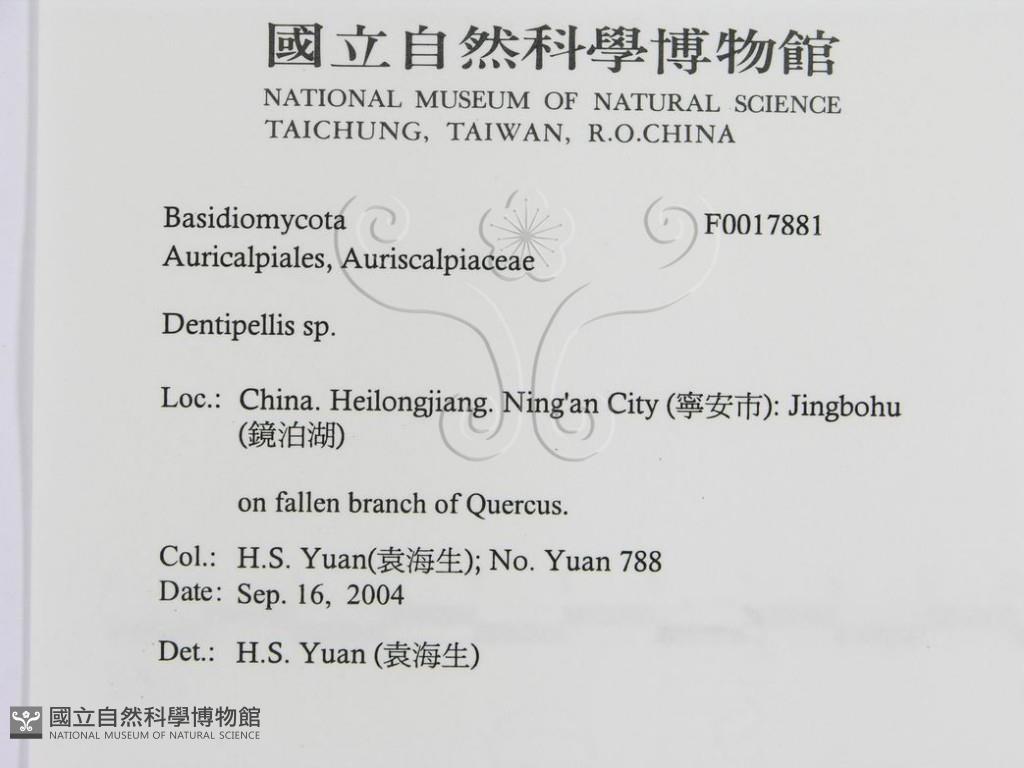 國立自然科學博物館
NATIONAL MUSEUM OF NATURAL SCIENCE
TAICHUNG, TAIWAN, R.O.CHINA
Basidiomycota F0017881
Auricalpiales, Auriscalpiaceae
Dentipellis sp.
Loc.: China. Heilongjiang. Ning'an City (寧安市): Jingbohu
(鏡泊湖)
on fallen branch of Quercus.
Col.: H.S. Yuan(袁海生); No. Yuan 788
Date: Sep. 16, 2004
Det.: H.S. Yuan (袁海生)
國立自然科學博物館
NATIONAL MUSEUM OF NATURAL SCIENCE